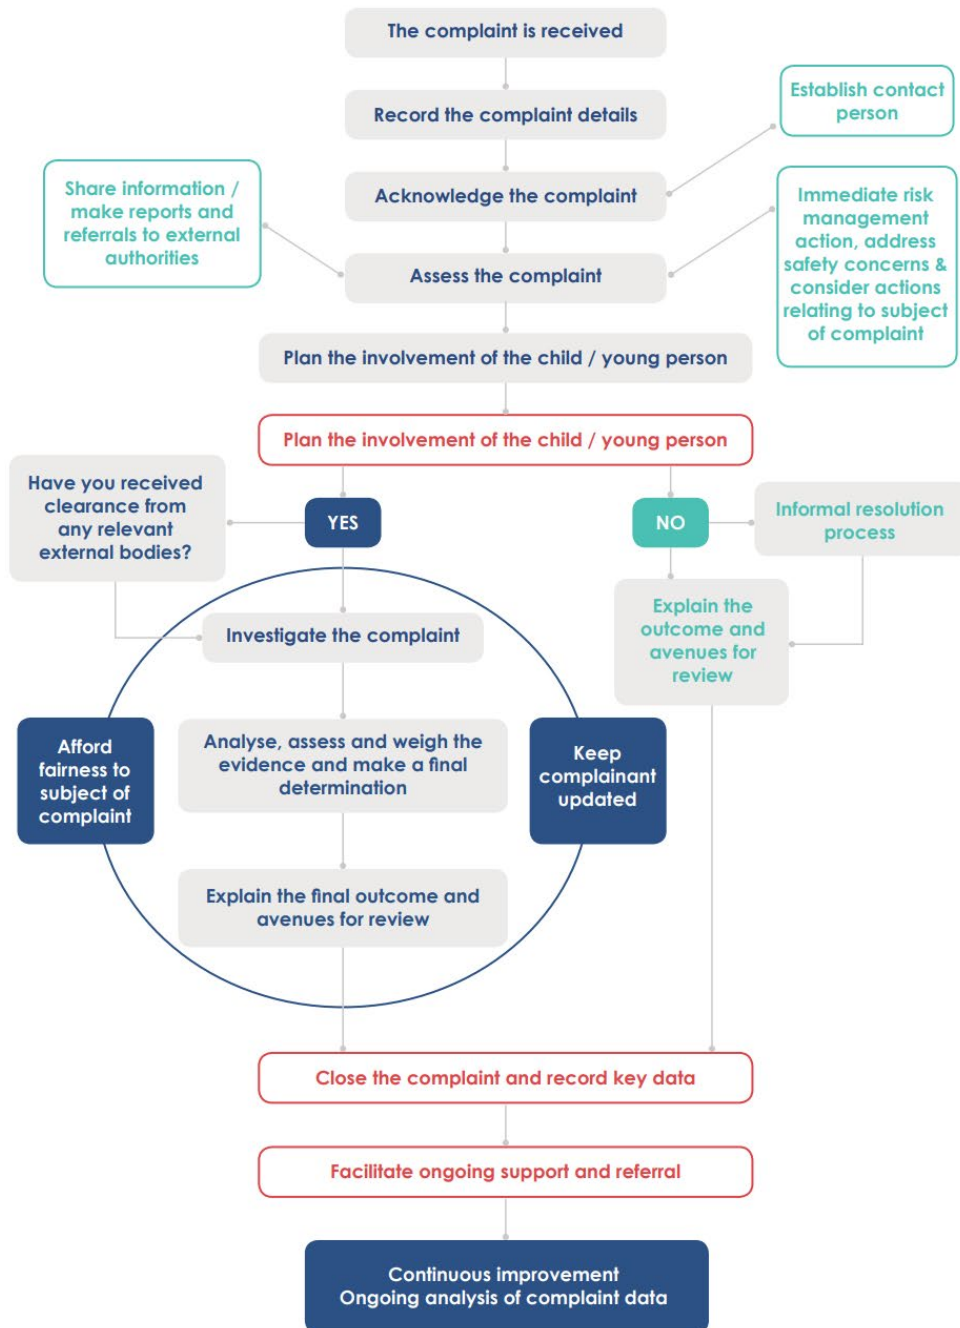 The complaint is received
Record the complaint details
Establish contact
person
Acknowledge the complaint
Share information /
make reports and
referrals to external
authorities
Immediate risk
management
action, address
safety concerns &
consider actions
relating to subject
of complaint
Assess the complaint
Plan the involvement of the child / young person
Plan the involvement of the child / young person
Have you received
clearance from
any relevant
external bodies?
YES
NO
Informal resolution
process
Investigate the complaint
Explain the
outcome and
avenues for
review
Afford
fairness to
subject of
complaint
Analyse, assess and weigh the
evidence and make a final
determination
Keep
complainant
updated
Explain the final outcome and
avenues for review
Close the complaint and record key data
Facilitate ongoing support and referral
Continuous improvement
Ongoing analysis of complaint data